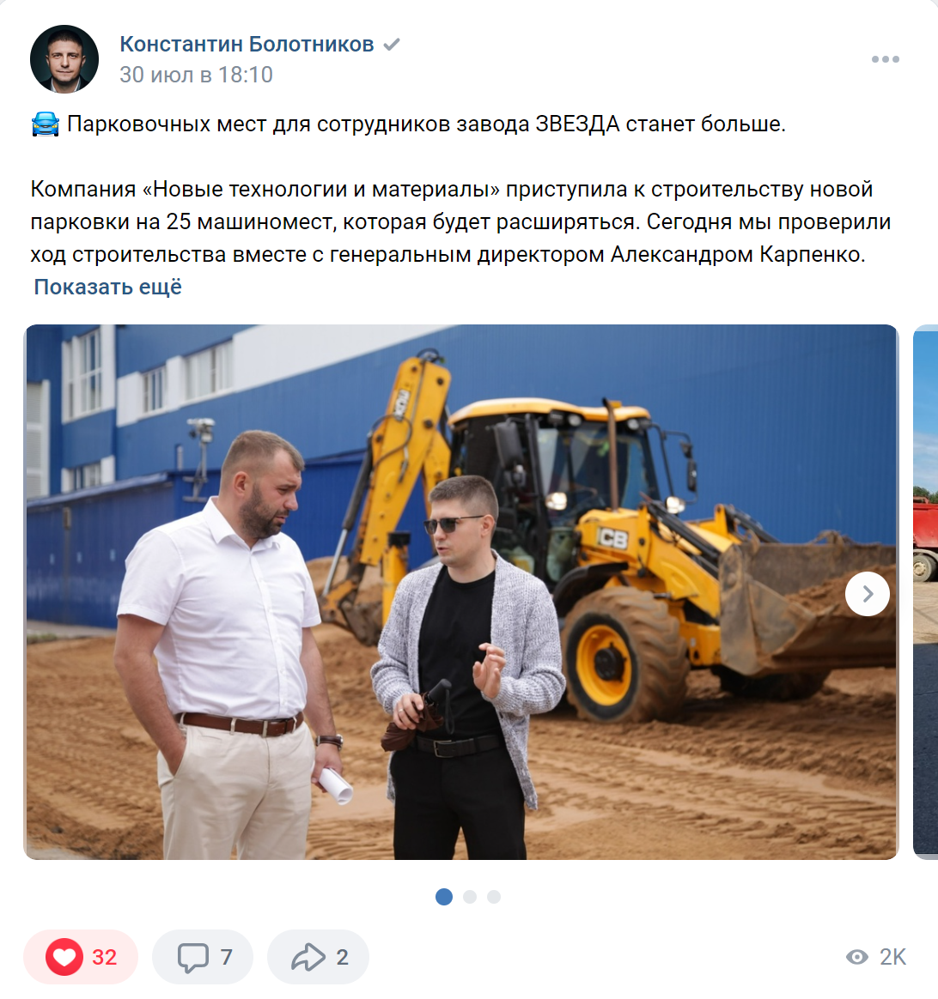 Константин Болотников
30 июл в 18:10
Парковочных мест для сотрудников завода ЗВЕЗДА станет больше.
Компания «Новые технологии и материалы» приступила к строительству новой
парковки на 25 машиномест, которая будет расширяться. Сегодня мы проверили
ход строительства вместе с генеральным директором Александром Карпенко.
Показать ещё
JCB
32
7
2
2K